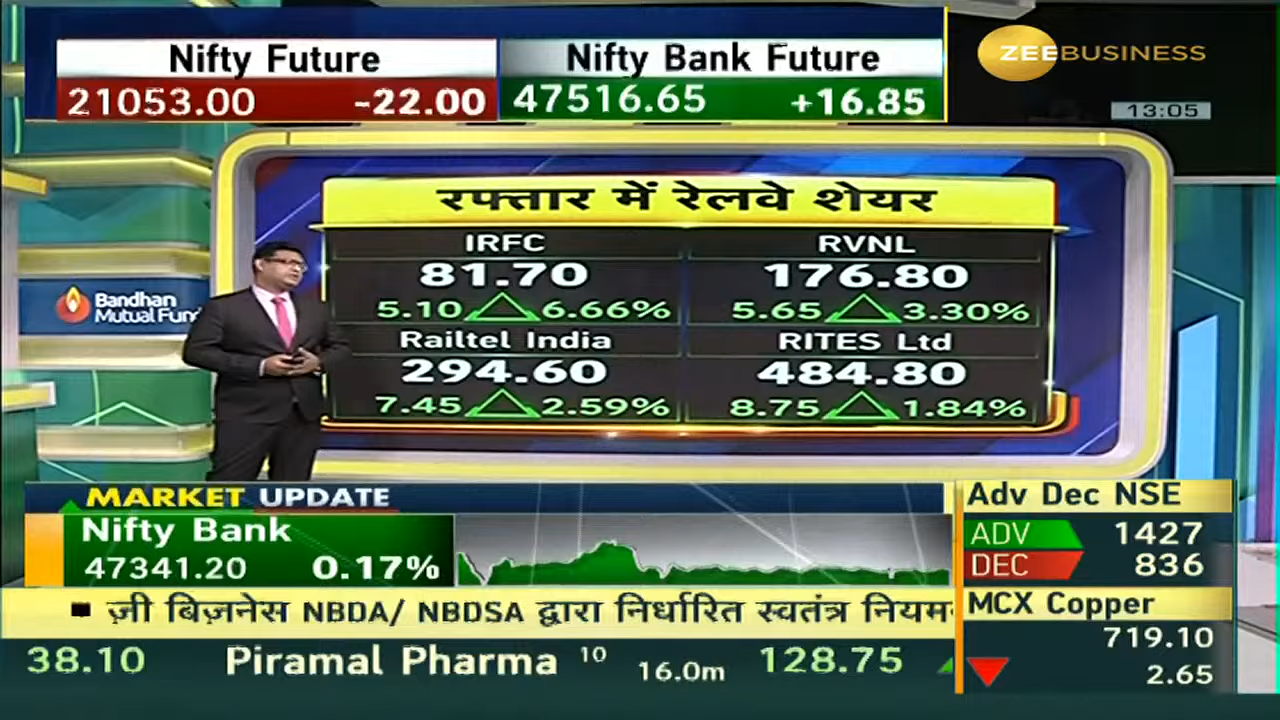 Nifty Future
21053.00 -22.00
Nifty Bank Future
47516.65 +16.85
ZEEBUSINESS
13:05
रफ्तार में रेलवे शेयर
IRFC
81.70
5.10 6.66%
RVNL
176.80
5.65 3.30%
Railtel India
294.60
7.45 2.59%
RITES Ltd
484.80
8.75 1.84%
Bandhan
Mutual Fund
MARKET UPDATE
Nifty Bank
47341.20 0.17%
Adv Dec NSE
ADV 1427
DEC 836
MCX Copper
719.10
2.65
ज़ी बिज़नेस NBDA/ NBDSA द्वारा निर्धारित स्वतंत्र नियम
38.10 Piramal Pharma 10 16.0m 128.75